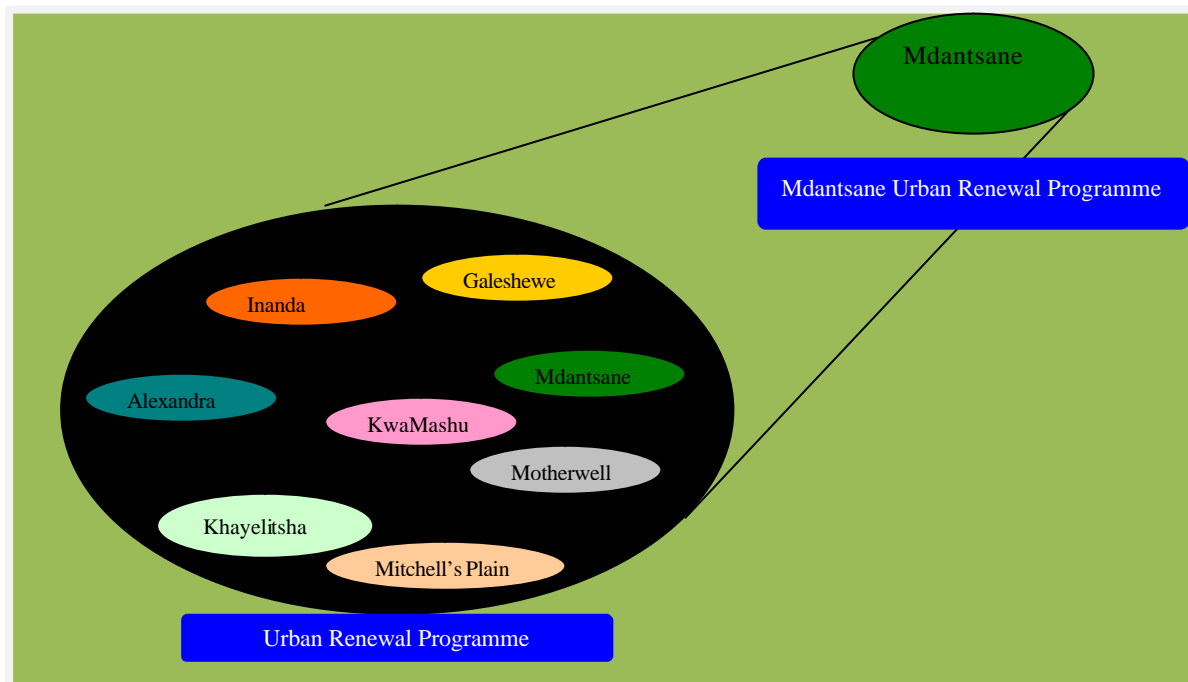 Mdantsane
Mdantsane Urban Renewal Programme
Galeshewe
Inanda
Mdantsane
Alexandra
KwaMashu
Motherwell
Khayelitsha
Mitchell’s Plain
Urban Renewal Programme